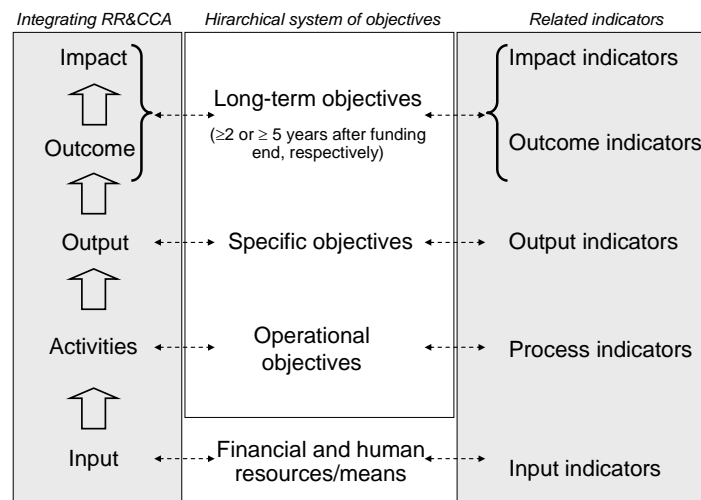 Integrating RR&CCA
Hirarchical system of objectives
Related indicators
Impact
Long-term objectives
(≥2 or ≥ 5 years after funding
end, respectively)
Impact indicators
Outcome
Outcome indicators
Output
Specific objectives
Output indicators
Activities
Operational
objectives
Process indicators
Input
Financial and human
resources/means
Input indicators